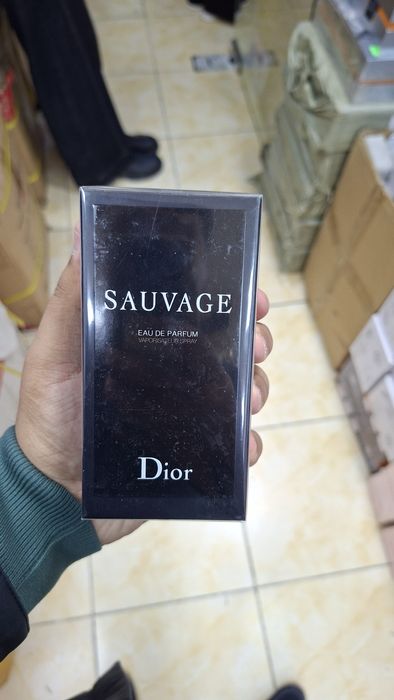 SAUVAGE
EAU DE PARFUM
VAPORISATEUR SPRAY
Dior